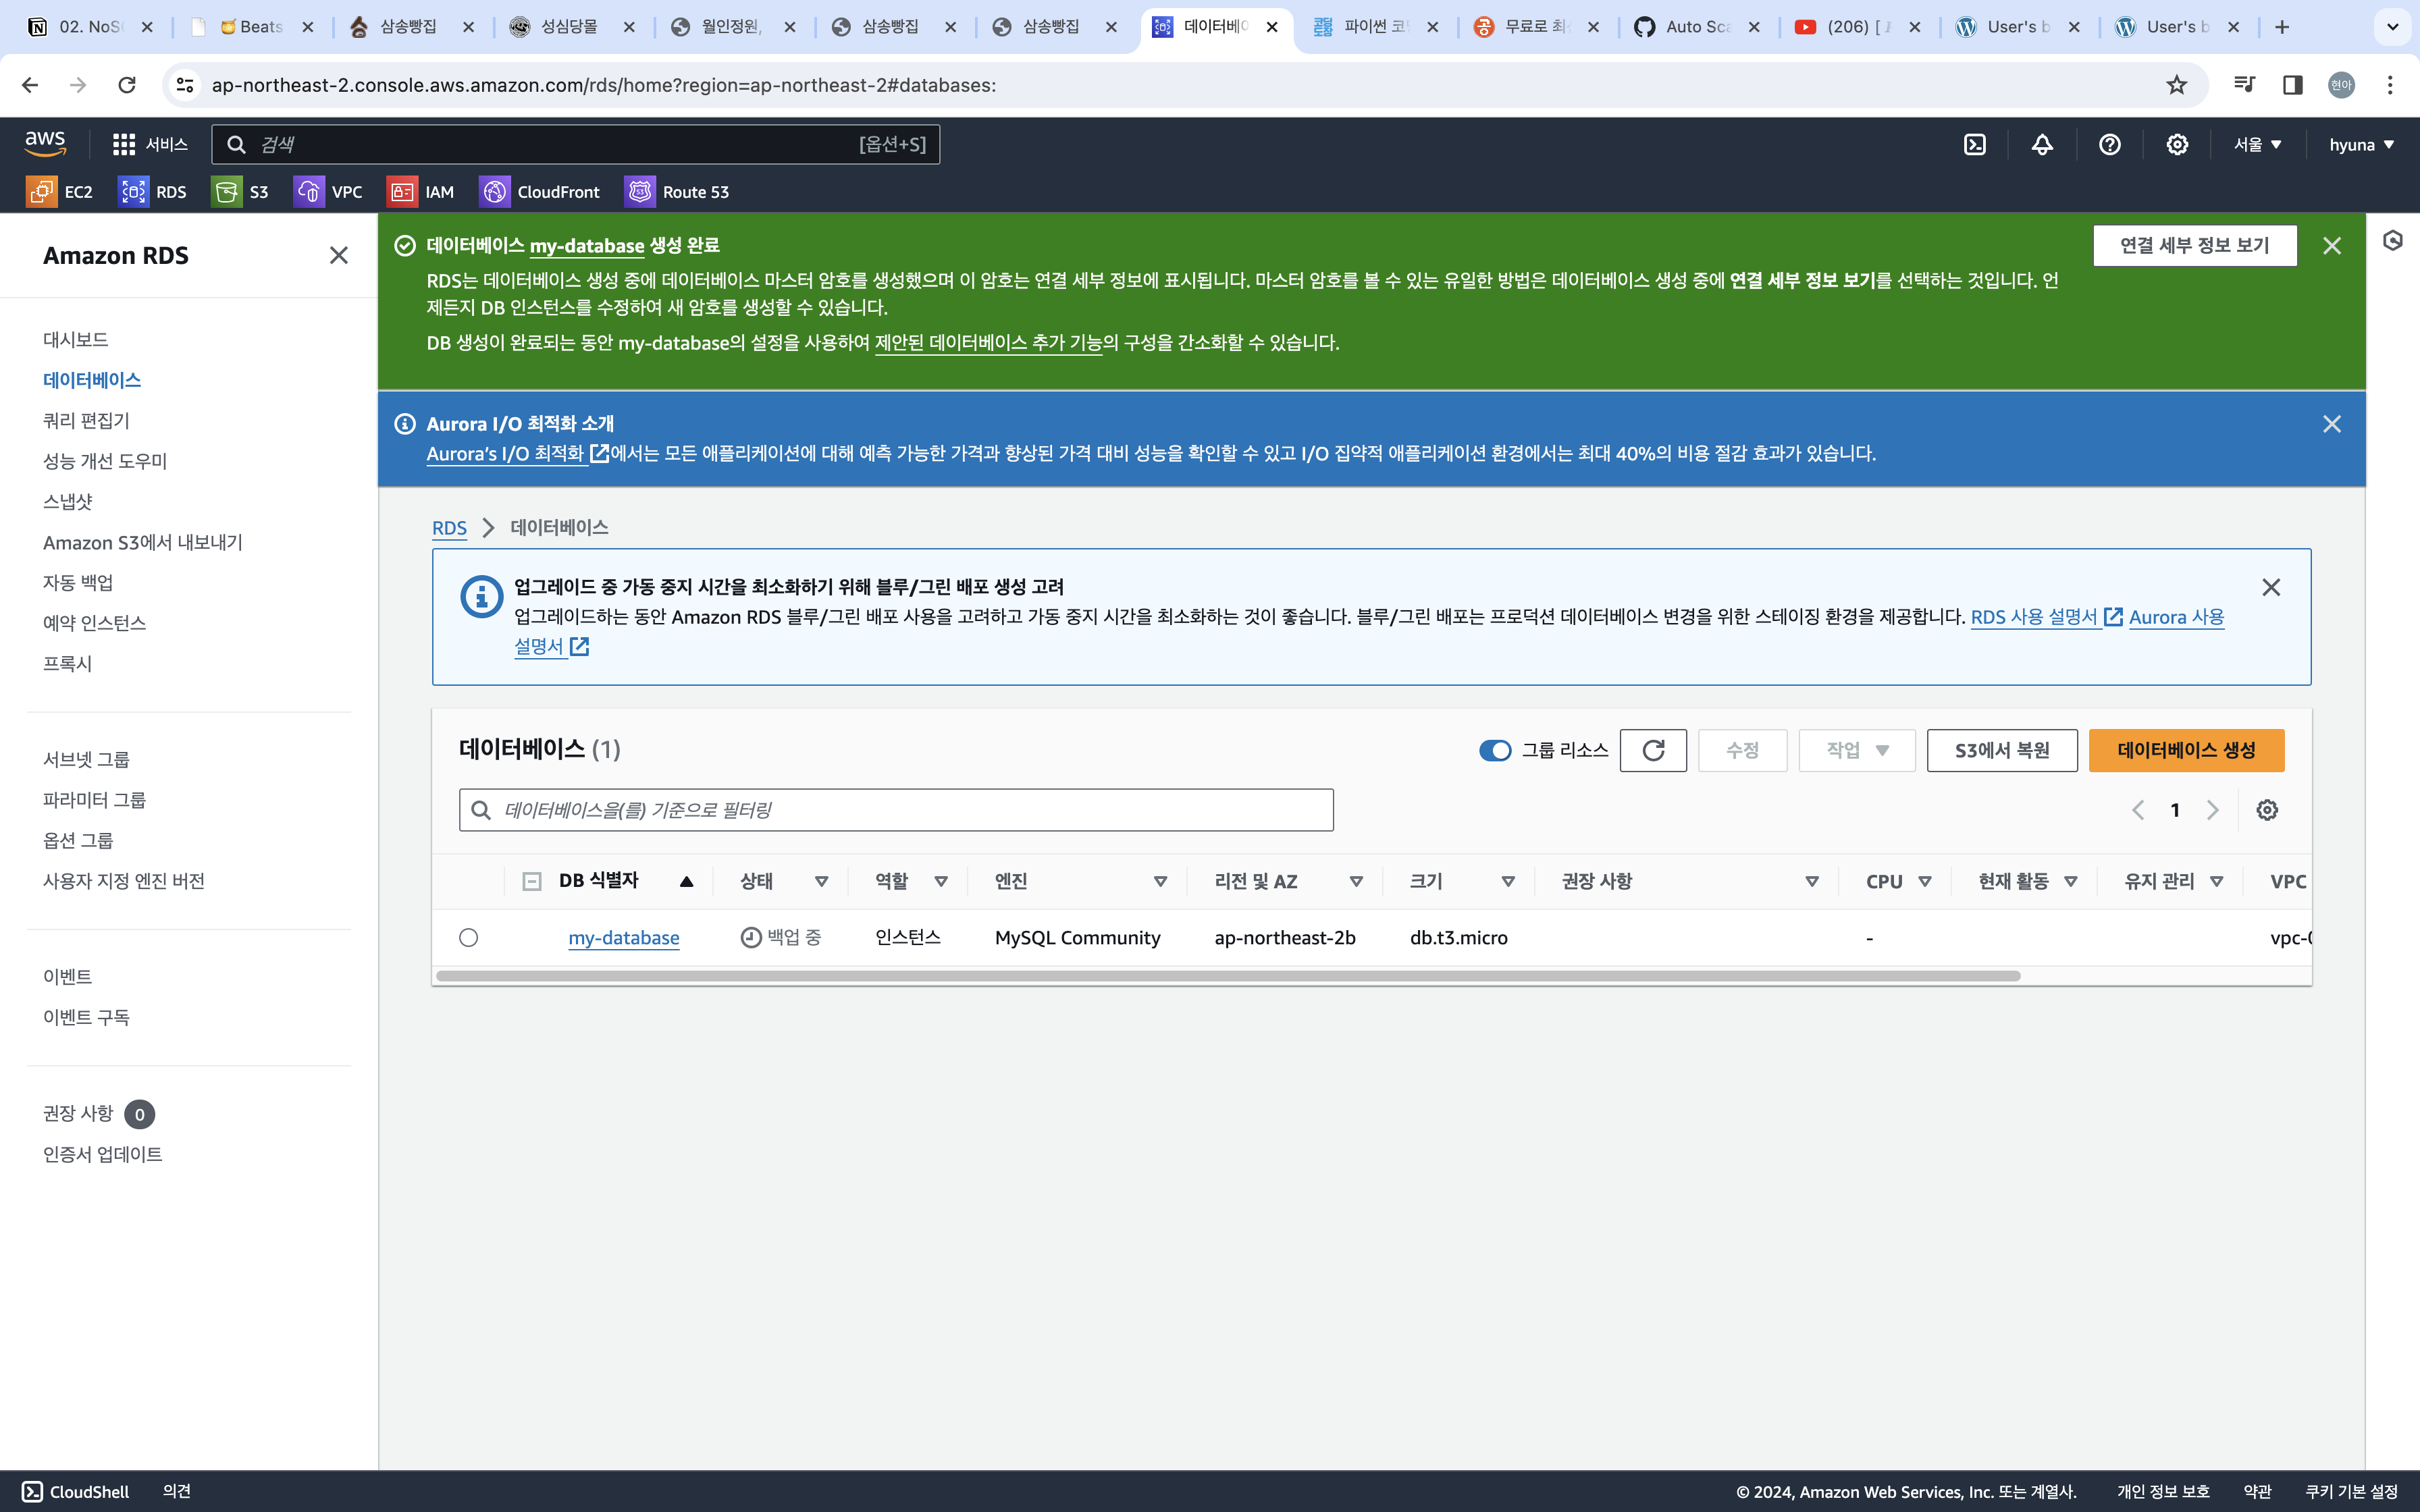 02. NoS
Beats
삼송빵집
성심당몰
월인정원,
삼송빵집
삼송빵집
데이터베이
파이썬 코
무료로 최
Auto Sca
(206) [
User's b
User's b
ap-northeast-2.console.aws.amazon.com/rds/home?region=ap-northeast-2#databases:
현아
aws
서비스
검색
[옵션+S]
서울 ▼
hyuna ▼
EC2
RDS
S3
VPC
IAM
CloudFront
Route 53
Amazon RDS
대시보드
데이터베이스
쿼리 편집기
성능 개선 도우미
스냅샷
Amazon S3에서 내보내기
자동 백업
예약 인스턴스
프록시
서브넷 그룹
파라미터 그룹
옵션 그룹
사용자 지정 엔진 버전
이벤트
이벤트 구독
권장 사항 0
인증서 업데이트
데이터베이스 my-database 생성 완료
연결 세부 정보 보기
RDS는 데이터베이스 생성 중에 데이터베이스 마스터 암호를 생성했으며 이 암호는 연결 세부 정보에 표시됩니다. 마스터 암호를 볼 수 있는 유일한 방법은 데이터베이스 생성 중에 연결 세부 정보 보기를 선택하는 것입니다. 언
제든지 DB 인스턴스를 수정하여 새 암호를 생성할 수 있습니다.
DB 생성이 완료되는 동안 my-database의 설정을 사용하여 제안된 데이터베이스 추가 기능의 구성을 간소화할 수 있습니다.
Aurora I/O 최적화 소개
Aurora's I/O 최적화 에서는 모든 애플리케이션에 대해 예측 가능한 가격과 향상된 가격 대비 성능을 확인할 수 있고 I/O 집약적 애플리케이션 환경에서는 최대 40%의 비용 절감 효과가 있습니다.
RDS > 데이터베이스
업그레이드 중 가동 중지 시간을 최소화하기 위해 블루/그린 배포 생성 고려
업그레이드하는 동안 Amazon RDS 블루/그린 배포 사용을 고려하고 가동 중지 시간을 최소화하는 것이 좋습니다. 블루/그린 배포는 프로덕션 데이터베이스 변경을 위한 스테이징 환경을 제공합니다. RDS 사용 설명서 Aurora 사용
설명서
데이터베이스 (1)
그룹 리소스
수정
작업 ▼
S3에서 복원
데이터베이스 생성
데이터베이스을(를) 기준으로 필터링
1
DB 식별자
상태
역할
엔진
리전 및 AZ
크기
권장 사항
CPU
현재 활동
유지 관리
VPC
my-database
백업 중
인스턴스
MySQL Community
ap-northeast-2b
db.t3.micro
-
vpc-0
CloudShell
의견
© 2024, Amazon Web Services, Inc. 또는 계열사.
개인 정보 보호
약관
쿠키 기본 설정